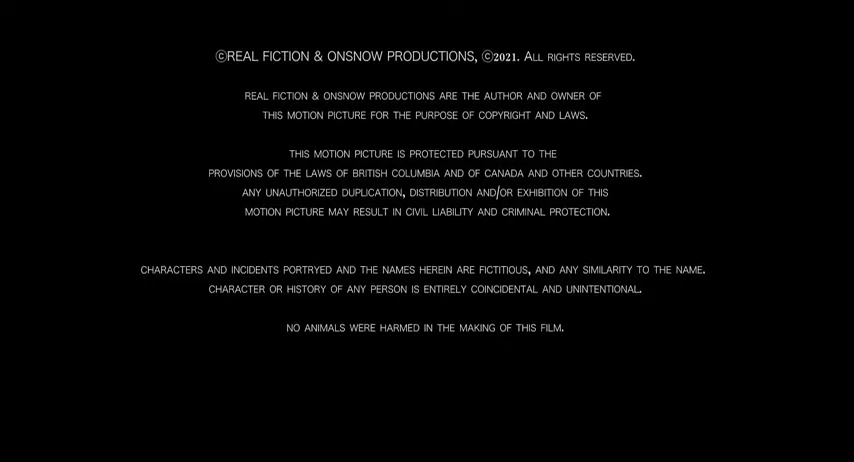 ⒸREAL FICTION & ONSNOW PRODUCTIONS, Ⓒ2021. ALL RIGHTS RESERVED.
REAL FICTION & ONSNOW PRODUCTIONS ARE THE AUTHOR AND OWNER OF
THIS MOTION PICTURE FOR THE PURPOSE OF COPYRIGHT AND LAWS.
THIS MOTION PICTURE IS PROTECTED PURSUANT TO THE
PROVISIONS OF THE LAWS OF BRITISH COLUMBIA AND OF CANADA AND OTHER COUNTRIES.
ANY UNAUTHORIZED DUPLICATION, DISTRIBUTION AND/OR EXHIBITION OF THIS
MOTION PICTURE MAY RESULT IN CIVIL LIABILITY AND CRIMINAL PROTECTION.
CHARACTERS AND INCIDENTS PORTRYED AND THE NAMES HEREIN ARE FICTITIOUS, AND ANY SIMILARITY TO THE NAME.
CHARACTER OR HISTORY OF ANY PERSON IS ENTIRELY COINCIDENTAL AND UNINTENTIONAL.
NO ANIMALS WERE HARMED IN THE MAKING OF THIS FILM.